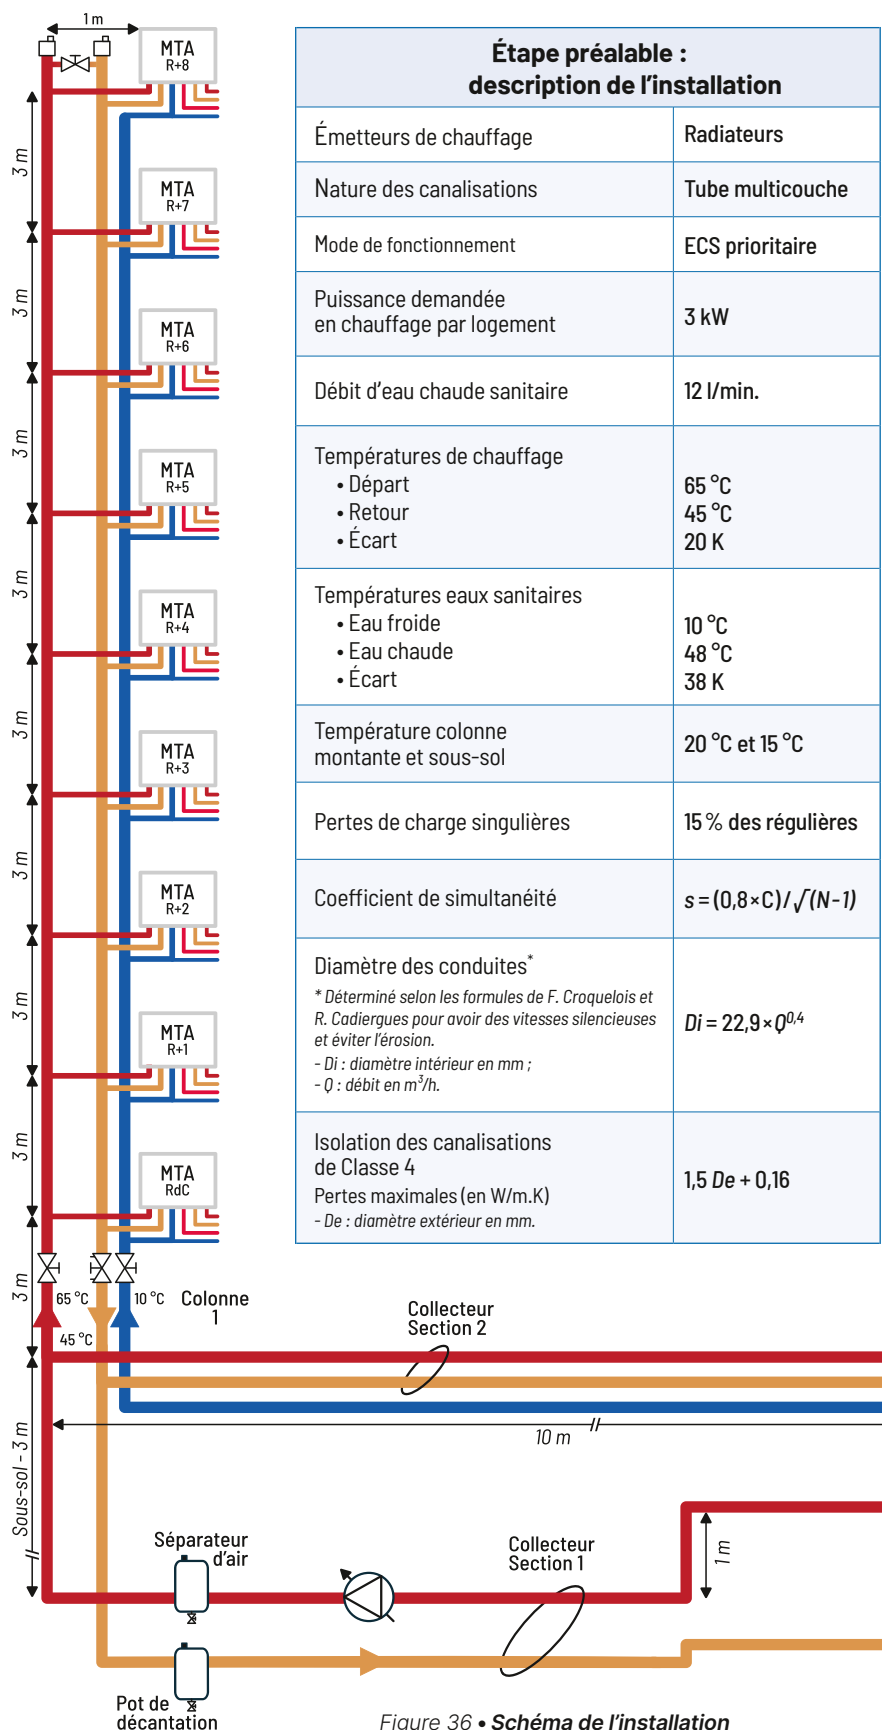 1 m
MTA
R+8
3 m
MTA
R+7
3 m
MTA
R+6
3 m
MTA
R+5
3 m
MTA
R+4
3 m
MTA
R+3
3 m
MTA
R+2
3 m
MTA
R+1
3 m
MTA
RdC
3 m
65 °C
10 °C
45 °C
Colonne
1
Étape préalable :
description de l'installation
Émetteurs de chauffage
Radiateurs
Nature des canalisations
Tube multicouche
Mode de fonctionnement
ECS prioritaire
Puissance demandée
en chauffage par logement
3 kW
Débit d'eau chaude sanitaire
12 l/min.
Températures de chauffage
• Départ
65 °C
• Retour
45 °C
• Écart
20 K
Températures eaux sanitaires
• Eau froide
10 °C
• Eau chaude
48 °C
• Écart
38 K
Température colonne
montante et sous-sol
20 °C et 15 °C
Pertes de charge singulières
15 % des régulières
Coefficient de simultanéité
s = (0,8×C)/√(N-1)
Diamètre des conduites*
* Déterminé selon les formules de F. Croquelois et
R. Cadiergues pour avoir des vitesses silencieuses
et éviter l'érosion.
- Di : diamètre intérieur en mm ;
- Q : débit en m³/h.
Di = 22,9×Q^0,4
Isolation des canalisations
de Classe 4
Pertes maximales (en W/m.K)
- De : diamètre extérieur en mm.
1,5 De + 0,16
Collecteur
Section 2
10 m
Sous-sol - 3 m
Séparateur
d'air
Collecteur
Section 1
1 m
Pot de
décantation
Figure 36 • Schéma de l'installation